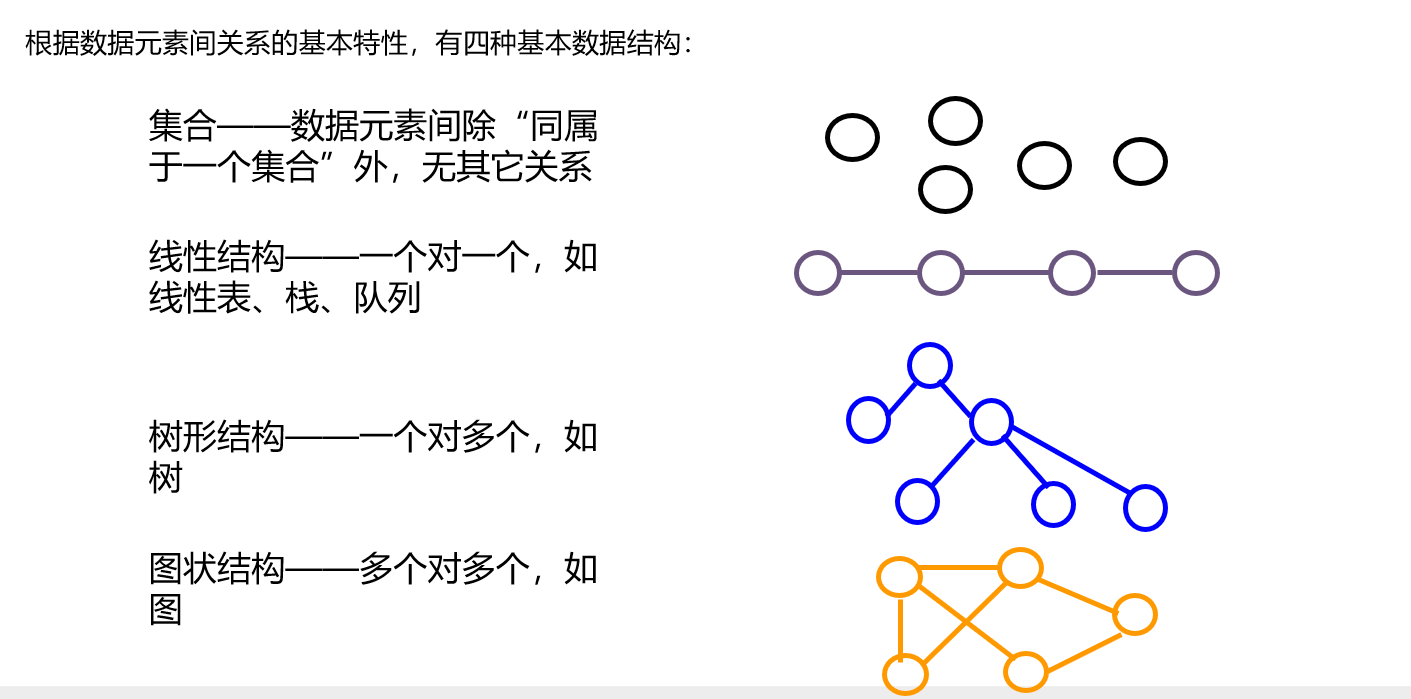 根据数据元素间关系的基本特性，有四种基本数据结构：
集合——数据元素间除“同属
于一个集合”外，无其它关系
线性结构——一个对一个，如
线性表、栈、队列
树形结构——一个对多个，如
树
图状结构——多个对多个，如
图